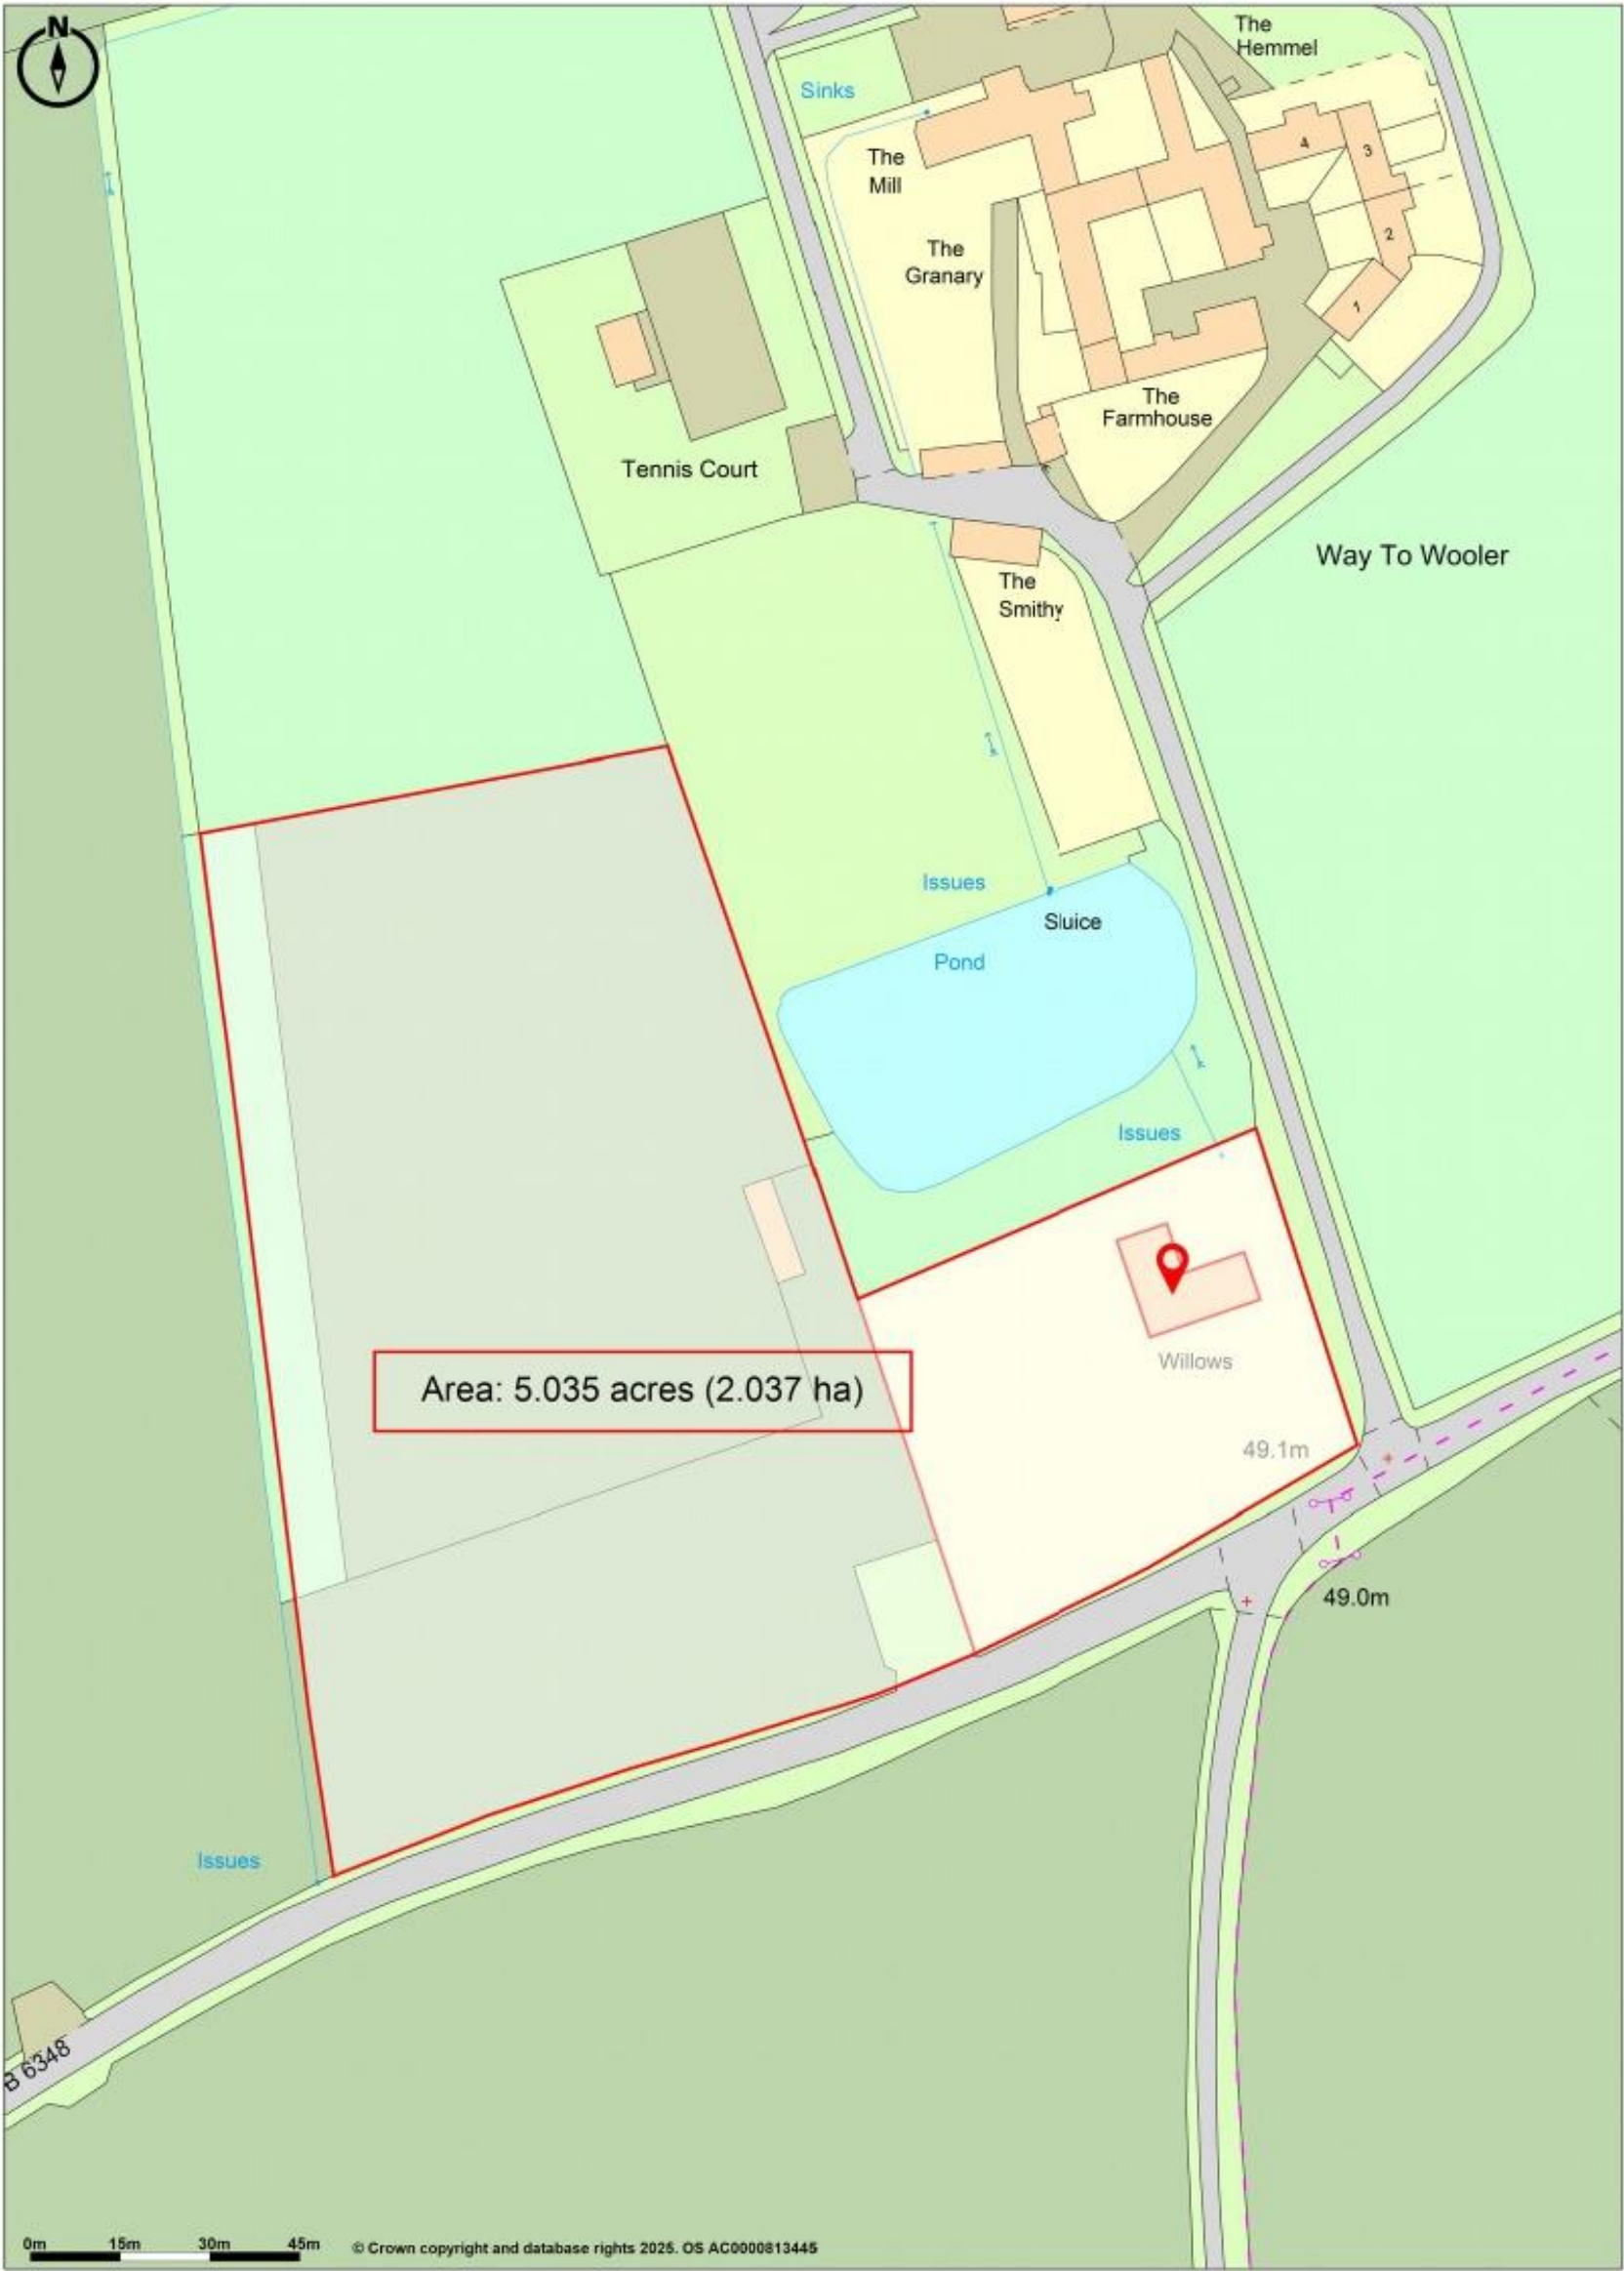 N
The
Hemmel
Sinks
The
Mill
4
3
The
Granary
2
1
The
Farmhouse
Tennis Court
Way To Wooler
The
Smithy
Issues
Sluice
Pond
Issues
Willows
Area: 5.035 acres (2.037 ha)
49.1m
49.0m
Issues
B 6348
0m 15m 30m 45m
© Crown copyright and database rights 2025. OS AC0000813445